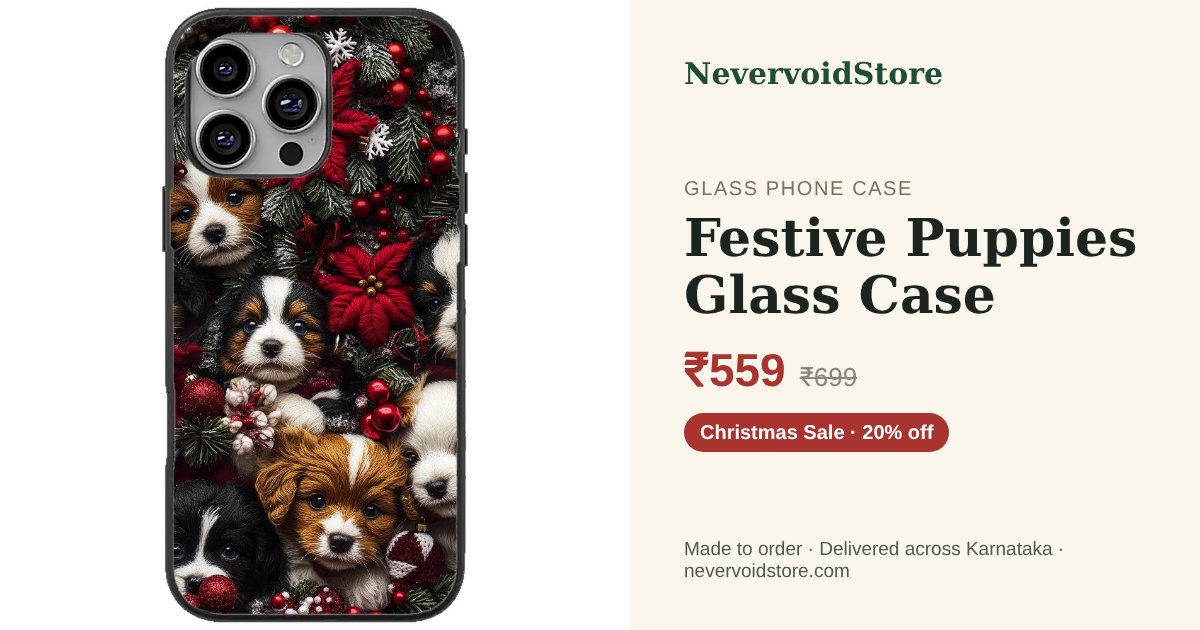 NevervoidStore
GLASS PHONE CASE
Festive Puppies
Glass Case
₹559 ₹699
Christmas Sale · 20% off
Made to order · Delivered across Karnataka ·
nevervoidstore.com